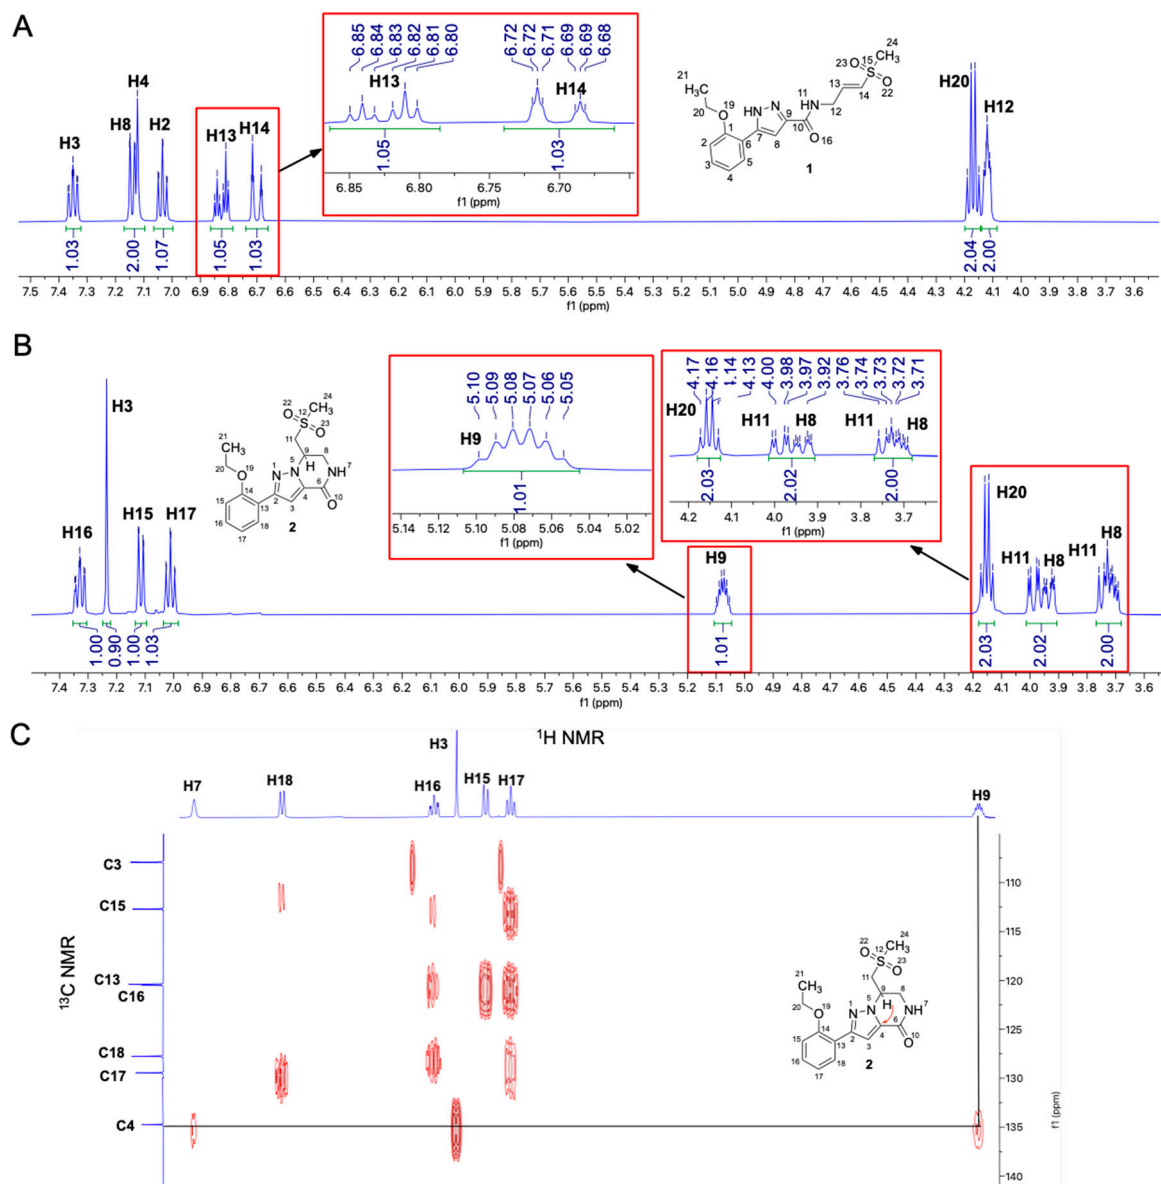 A
6.85 6.84 6.83 6.82 6.81 6.80 6.72 6.72 6.71 6.69 6.69 6.68
H13
H14
1.05
1.03
6.85 6.80 6.75 6.70
f1 (ppm)
H3
H8
H4
H2
H13
H14
H20
H12
1.03
2.00
1.07
1.05
1.03
2.04
2.00
7.5 7.4 7.3 7.2 7.1 7.0 6.9 6.8 6.7 6.6 6.5 6.4 6.3 6.2 6.1 6.0 5.9 5.8 5.7 5.6 5.5 5.4 5.3 5.2 5.1 5.0 4.9 4.8 4.7 4.6 4.5 4.4 4.3 4.2 4.1 4.0 3.9 3.8 3.7 3.6
f1 (ppm)
24
CH3
23 O
15
S
O
22
13
14
12
11
NH
21
CH3
20
19
O
HN N
9
10
O
16
1
2
3
4
5
6
7
8
1
B
H3
H16
H15
H17
24
CH3
22
O
12
S
O
23
11
21
CH3
20
19
O
1
N
5
N
9
H
8
7
NH
6
O
10
2
3
4
13
14
15
16
17
18
2
5.10 5.09 5.08 5.07 5.06 5.05
H9
1.01
5.14 5.12 5.10 5.08 5.06 5.04 5.02
f1 (ppm)
4.17 4.16 4.14 4.13 4.00 3.98 3.97 3.92 3.76 3.74 3.73 3.72 3.71
H20
H11
H8
H11
H8
2.03
2.02
2.00
4.2 4.1 4.0 3.9 3.8 3.7
f1 (ppm)
H9
H20
H11
H8
H11
H8
1.00
0.90
1.00
1.03
1.01
2.03
2.02
2.00
7.4 7.3 7.2 7.1 7.0 6.9 6.8 6.7 6.6 6.5 6.4 6.3 6.2 6.1 6.0 5.9 5.8 5.7 5.6 5.5 5.4 5.3 5.2 5.1 5.0 4.9 4.8 4.7 4.6 4.5 4.4 4.3 4.2 4.1 4.0 3.9 3.8 3.7 3.6
f1 (ppm)
C
1H NMR
H7
H18
H16
H3
H15
H17
H9
13C NMR
C3
C15
C13
C16
C18
C17
C4
110
115
120
125
130
135
140
f1 (ppm)
24
CH3
22
O
12
S
O
23
11
21
CH3
20
19
O
1
N
5
N
9
H
8
7
NH
6
O
10
2
3
4
13
14
15
16
17
18
2